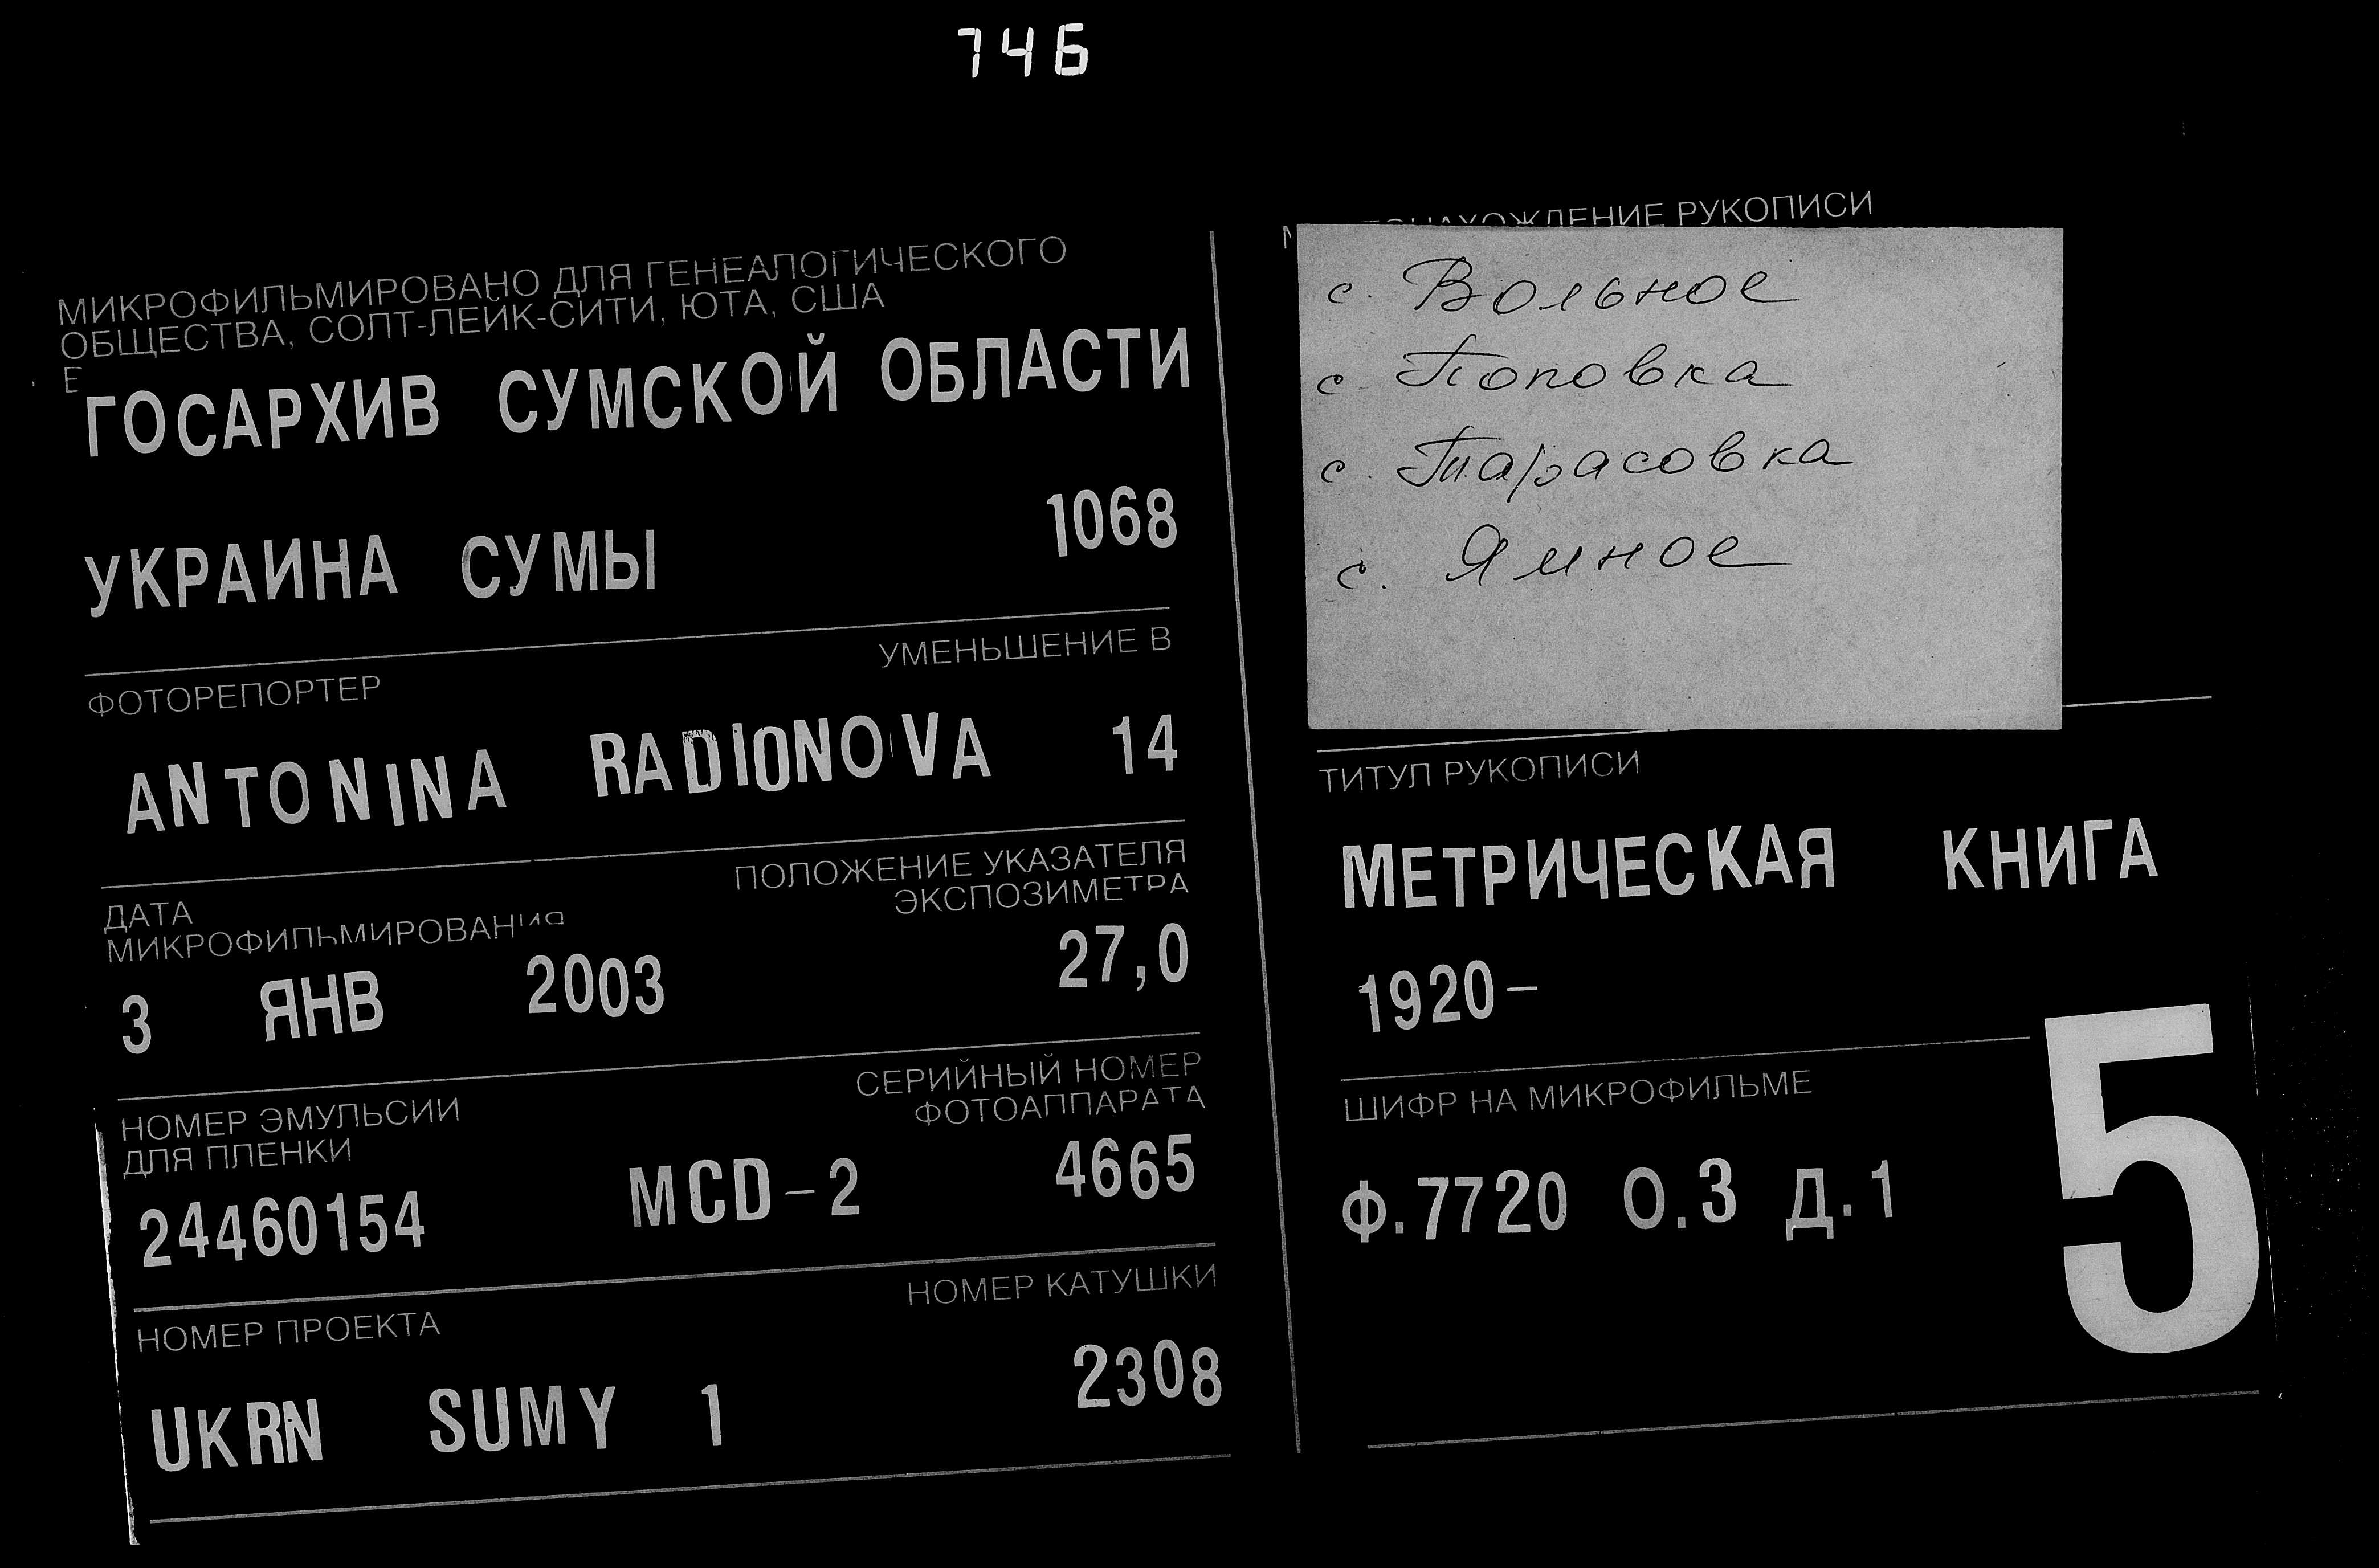 746
МИКРОФИЛЬМИРОВАНО ДЛЯ ГЕНЕАЛОГИЧЕСКОГО
ОБЩЕСТВА, СОЛТ-ЛЕЙК-СИТИ, ЮТА, США
Е
ГОСАРХИВ СУМСКОЙ ОБЛАСТИ
УКРАИНА СУМЫ 1068
УМЕНЬШЕНИЕ В
ФОТОРЕПОРТЕР
ANTONINA RADIONOVA 14
ПОЛОЖЕНИЕ УКАЗАТЕЛЯ
ЭКСПОЗИМЕТРА
ДАТА
МИКРОФИЛЬМИРОВАНИЯ
3 ЯНВ 2003 27,0
СЕРИЙНЫЙ НОМЕР
ФОТОАППАРАТА
НОМЕР ЭМУЛЬСИИ
ДЛЯ ПЛЕНКИ
24460154 MCD-2 4665
НОМЕР КАТУШКИ
НОМЕР ПРОЕКТА
UKRN SUMY 1 2308
РУКОПИСИ
с. Вольное
с. Поповка
с. Тарасовка
с. Ямное
ТИТУЛ РУКОПИСИ
МЕТРИЧЕСКАЯ КНИГА
1920-
ШИФР НА МИКРОФИЛЬМЕ
Ф.7720 О.3 Д.1
5